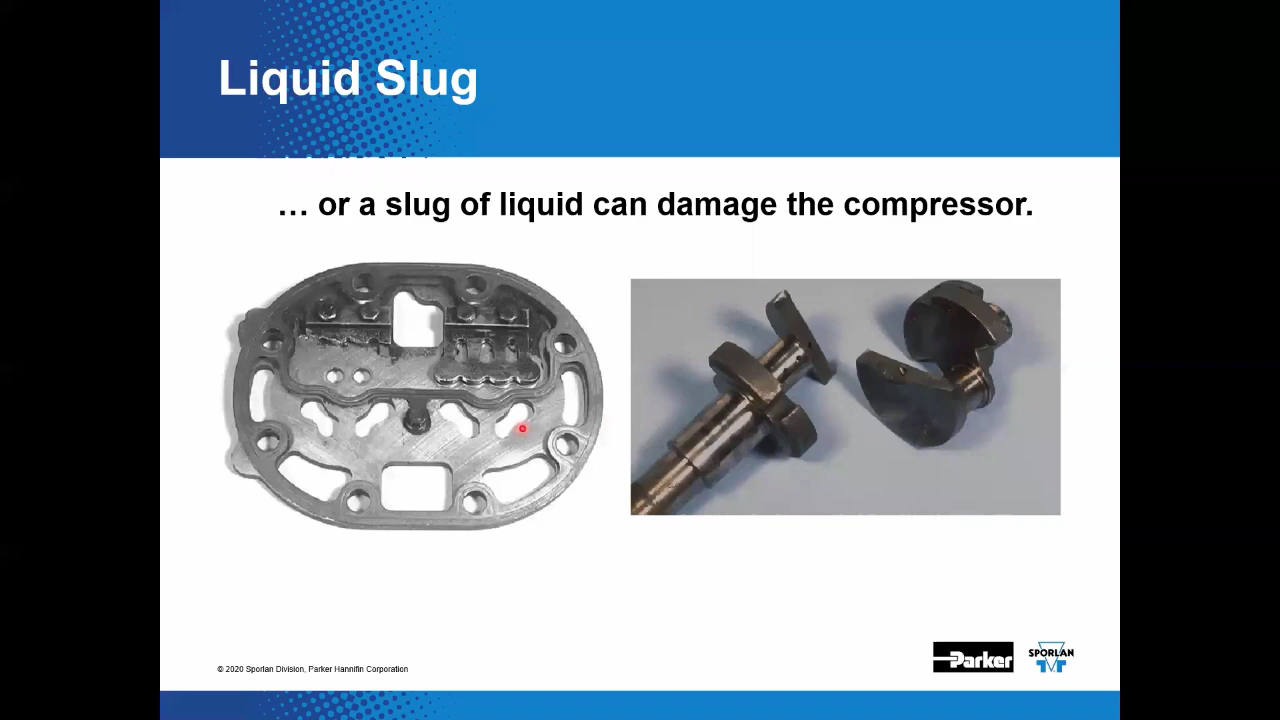 Liquid Slug
… or a slug of liquid can damage the compressor.
© 2020 Sporlan Division, Parker Hannifin Corporation
Parker
SPORLAN